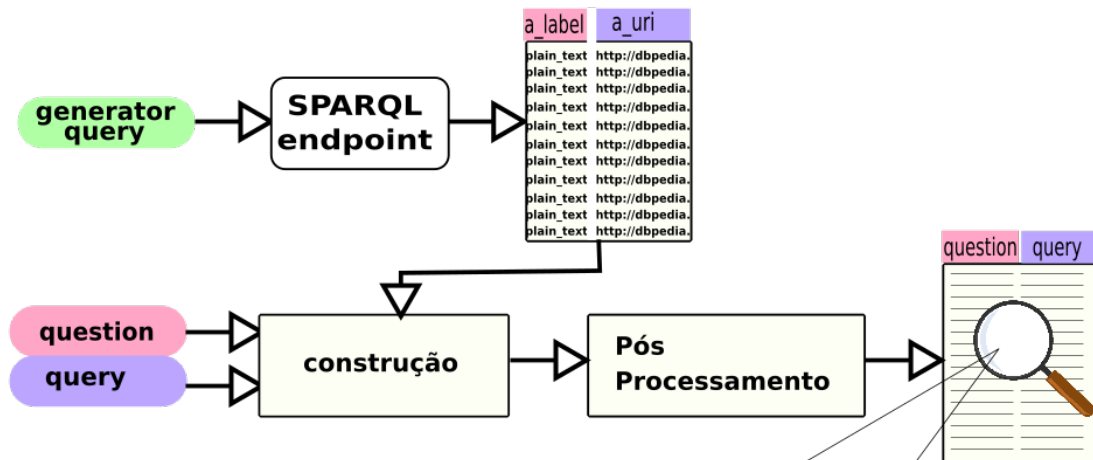 a_label a_uri
generator
query
SPARQL
endpoint
plain_text http://dbpedia.
plain_text http://dbpedia.
plain_text http://dbpedia.
plain_text http://dbpedia.
plain_text http://dbpedia.
plain_text http://dbpedia.
plain_text http://dbpedia.
plain_text http://dbpedia.
plain_text http://dbpedia.
plain_text http://dbpedia.
plain_text http://dbpedia.
question query
question
query
construção
Pós
Processamento